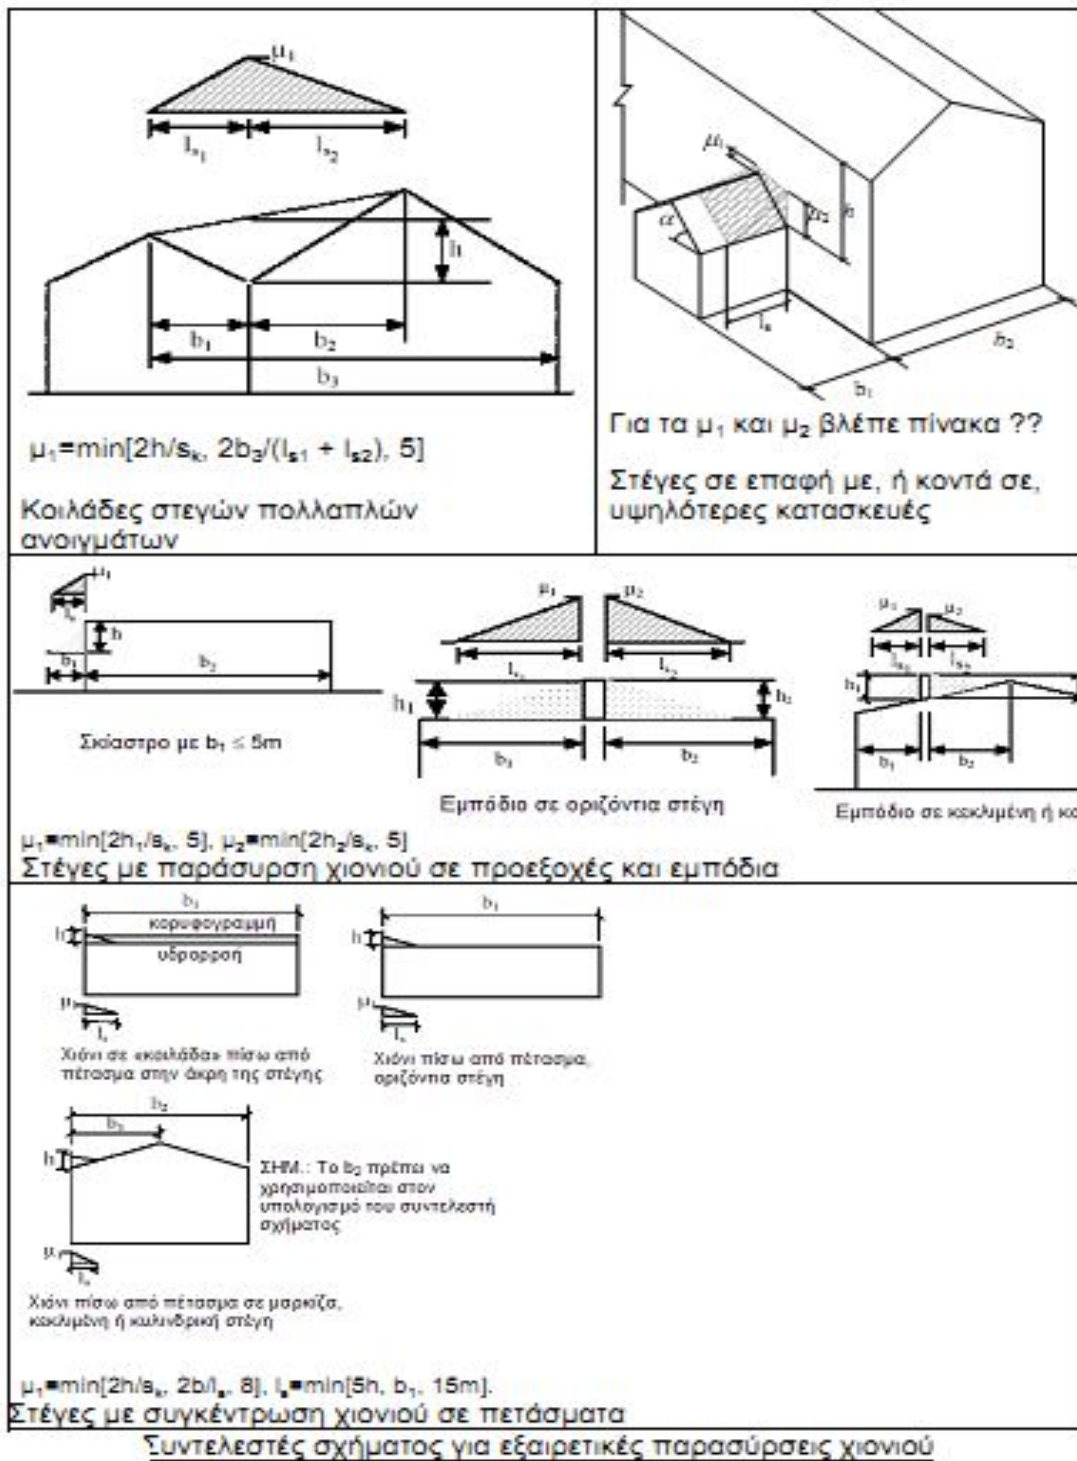 μ₁
l_s₁ l_s₂
h
b₁ b₂
b₃
μ₁=min[2h/s_k, 2b₃/(l_s1 + l_s2), 5]
Κοιλάδες στεγών πολλαπλών
ανοιγμάτων
μ₁
α μ₂ h
l_s
b₁ b₂
Για τα μ₁ και μ₂ βλέπε πίνακα ??
Στέγες σε επαφή με, ή κοντά σε,
υψηλότερες κατασκευές
μ₁
l_s
h
b₁ b₂
Σκίαστρο με b₁ ≤ 5m
μ₁ μ₂
l_s₂
h₁ h₂
b₂
Εμπόδιο σε οριζόντια στέγη
μ₁ μ₂
l_s₂
h₁
b₁ b₂
Εμπόδιο σε κεκλιμένη ή κα
μ₁=min[2h₁/s_k, 5], μ₂=min[2h₂/s_k, 5]
Στέγες με παράσυρση χιονιού σε προεξοχές και εμπόδια
b₁
κορυφογραμμή
h
υδρορροή
μ₁
l_s
Χιόνι σε «κοιλάδα» πίσω από
πέτασμα στην άκρη της στέγης
b₁
h
μ₁
l_s
Χιόνι πίσω από πέτασμα,
οριζόντια στέγη
b₂
h
ΣΗΜ.: Το b₂ πρέπει να
χρησιμοποιείται στον
υπολογισμό του συντελεστή
σχήματος
μ₁
l_s
Χιόνι πίσω από πέτασμα σε μαρκίζα,
κεκλιμένη ή κυλινδρική στέγη
μ₁=min[2h/s_k, 2b/l_s, 8], l_s=min[5h, b₁, 15m].
Στέγες με συγκέντρωση χιονιού σε πετάσματα
Συντελεστές σχήματος για εξαιρετικές παρασύρσεις χιονιού